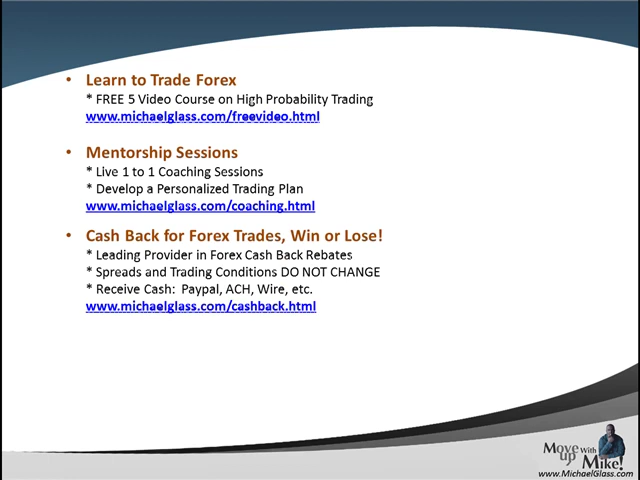 • Learn to Trade Forex
* FREE 5 Video Course on High Probability Trading
www.michaelglass.com/freevideo.html
• Mentorship Sessions
* Live 1 to 1 Coaching Sessions
* Develop a Personalized Trading Plan
www.michaelglass.com/coaching.html
• Cash Back for Forex Trades, Win or Lose!
* Leading Provider in Forex Cash Back Rebates
* Spreads and Trading Conditions DO NOT CHANGE
* Receive Cash: Paypal, ACH, Wire, etc.
www.michaelglass.com/cashback.html
Move up With Mike!
www.MichaelGlass.com